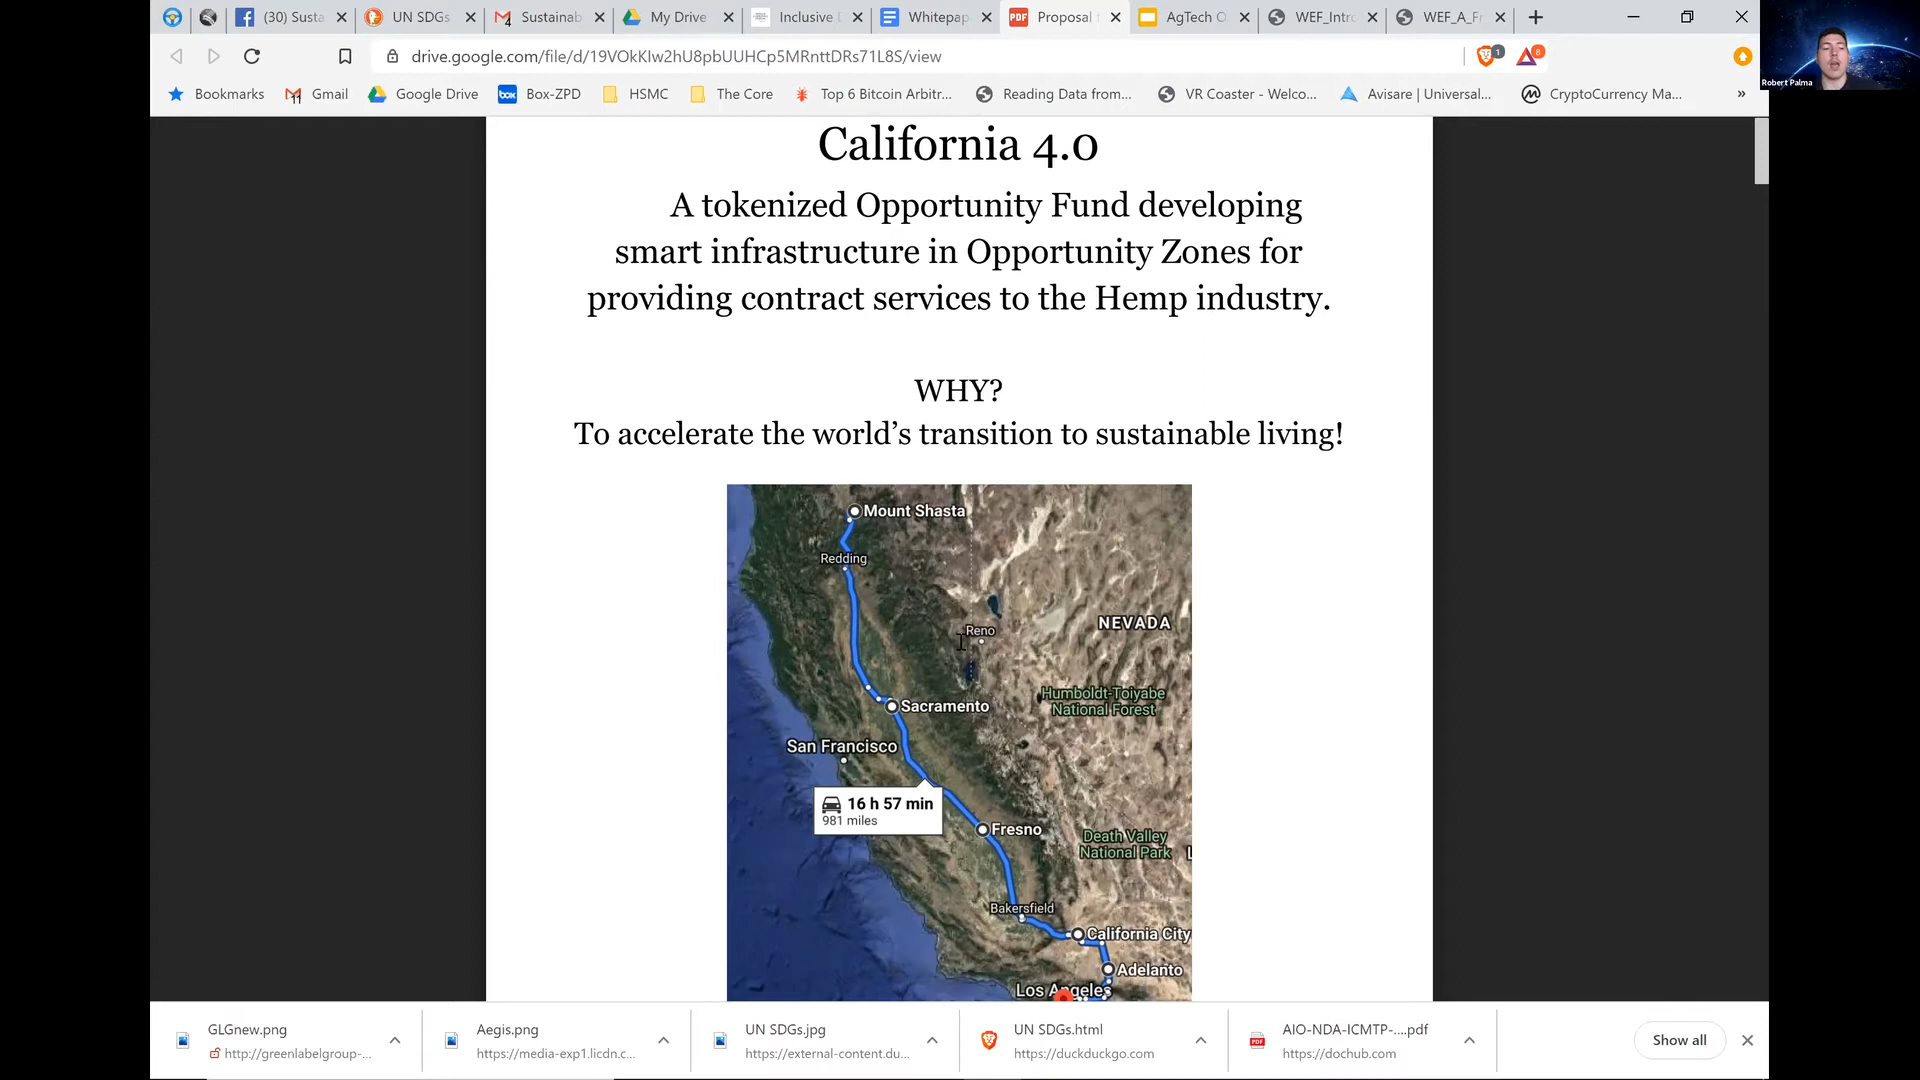 (30) Susta
UN SDGs
Sustainab
My Drive
Inclusive
Whitepap
Proposal
AgTech O
WEF_Intr
WEF_A_Fr
drive.google.com/file/d/19VOkKIw2hU8pbUUHCp5MRnttDRs71L8S/view
1
8
Bookmarks
Gmail
Google Drive
Box-ZPD
HSMC
The Core
Top 6 Bitcoin Arbitr...
Reading Data from...
VR Coaster - Welco...
Avisare | Universal...
CryptoCurrency Ma...
»
Robert Palma
California 4.0
A tokenized Opportunity Fund developing
smart infrastructure in Opportunity Zones for
providing contract services to the Hemp industry.
WHY?
To accelerate the world’s transition to sustainable living!
Mount Shasta
Redding
Reno
NEVADA
Humboldt-Toiyabe
National Forest
Sacramento
San Francisco
16 h 57 min
981 miles
Fresno
Death Valley
National Park
Bakersfield
California City
Adelanto
Los Angeles
GLGnew.png
http://greenlabelgroup-...
Aegis.png
https://media-exp1.licdn.c...
UN SDGs.jpg
https://external-content.du...
UN SDGs.html
https://duckduckgo.com
AIO-NDA-ICMTP-....pdf
https://dochub.com
Show all